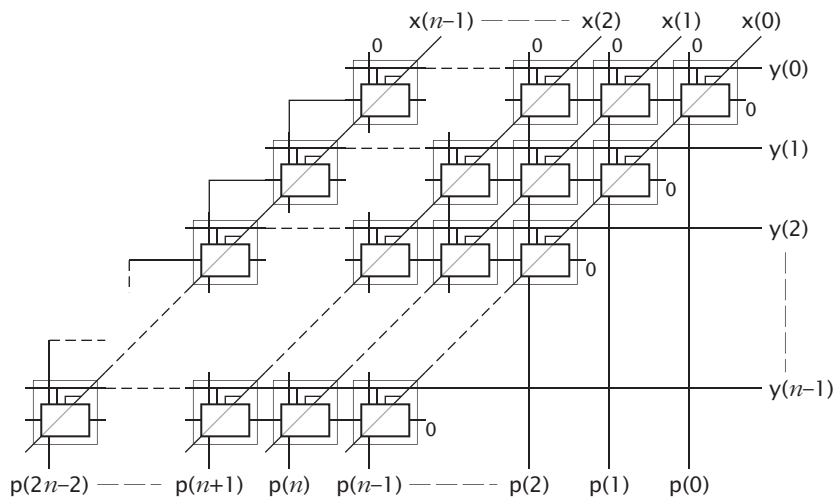 x(n–1) x(2) x(1) x(0)
0 0 0 0
y(0)
0
y(1)
0
y(2)
0
y(n–1)
0
p(2n–2) p(n+1) p(n) p(n–1) p(2) p(1) p(0)